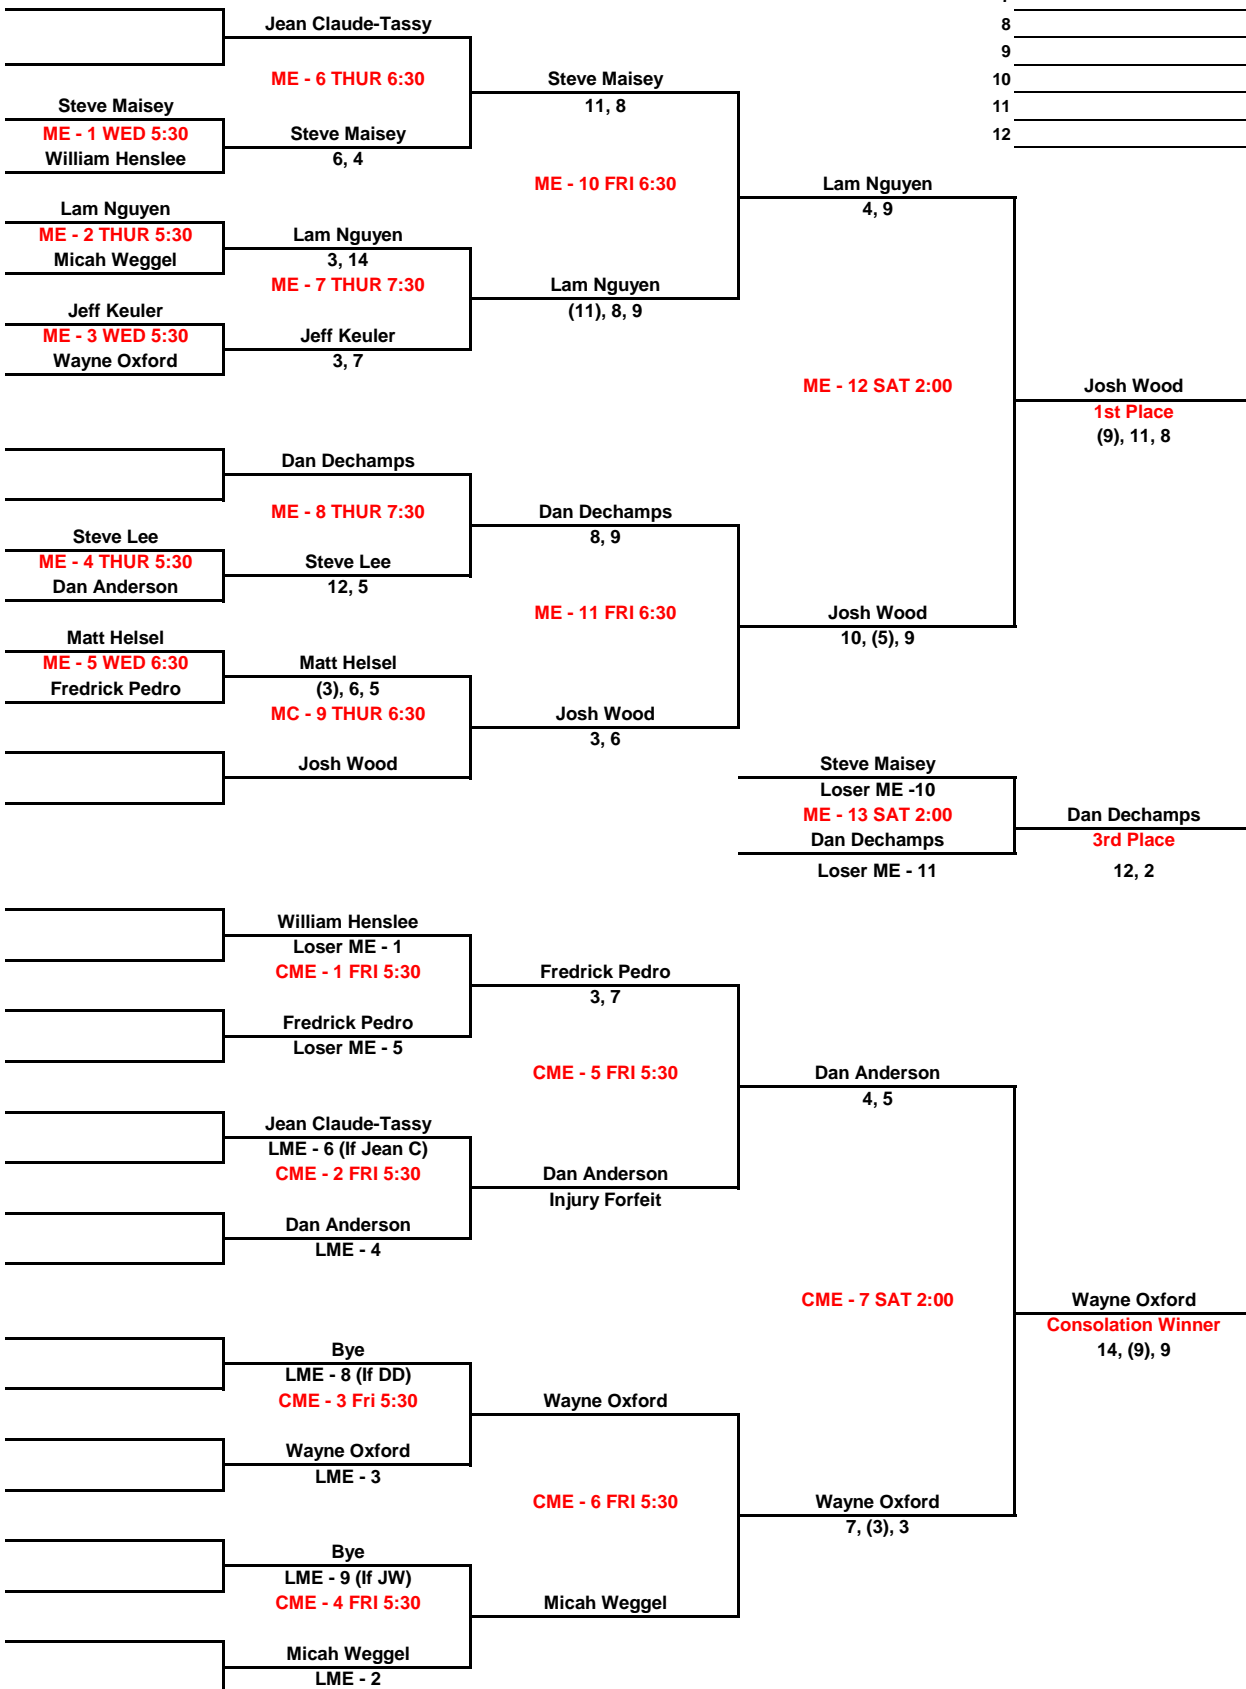 Jean Claude-Tassy
8
ME - 6 THUR 6:30
Steve Maisey
9
10
Steve Maisey
11, 8
11
ME - 1 WED 5:30
Steve Maisey
12
William Henslee
6, 4
ME - 10 FRI 6:30
Lam Nguyen
Lam Nguyen
4, 9
ME - 2 THUR 5:30
Lam Nguyen
Micah Weggel
3, 14
ME - 7 THUR 7:30
Lam Nguyen
Jeff Keuler
(11), 8, 9
ME - 3 WED 5:30
Jeff Keuler
Wayne Oxford
3, 7
ME - 12 SAT 2:00
Josh Wood
1st Place
(9), 11, 8
Dan Dechamps
ME - 8 THUR 7:30
Dan Dechamps
Steve Lee
8, 9
ME - 4 THUR 5:30
Steve Lee
Dan Anderson
12, 5
ME - 11 FRI 6:30
Josh Wood
Matt Helsel
10, (5), 9
ME - 5 WED 6:30
Matt Helsel
Fredrick Pedro
(3), 6, 5
MC - 9 THUR 6:30
Josh Wood
3, 6
Josh Wood
Steve Maisey
Loser ME -10
ME - 13 SAT 2:00
Dan Dechamps
Dan Dechamps
3rd Place
Loser ME - 11
12, 2
William Henslee
Loser ME - 1
CME - 1 FRI 5:30
Fredrick Pedro
3, 7
Fredrick Pedro
Loser ME - 5
CME - 5 FRI 5:30
Dan Anderson
4, 5
Jean Claude-Tassy
LME - 6 (If Jean C)
CME - 2 FRI 5:30
Dan Anderson
Injury Forfeit
Dan Anderson
LME - 4
CME - 7 SAT 2:00
Wayne Oxford
Consolation Winner
14, (9), 9
Bye
LME - 8 (If DD)
CME - 3 Fri 5:30
Wayne Oxford
Wayne Oxford
LME - 3
CME - 6 FRI 5:30
Wayne Oxford
7, (3), 3
Bye
LME - 9 (If JW)
CME - 4 FRI 5:30
Micah Weggel
Micah Weggel
LME - 2